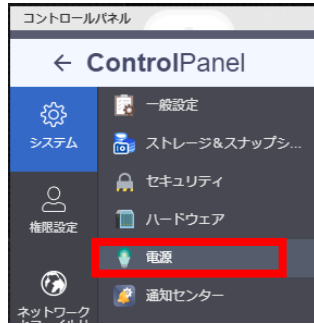 コントロールパネル
← ControlPanel
システム
一般設定
ストレージ&スナップシ...
セキュリティ
権限設定
ハードウェア
電源
通知センター
ネットワーク